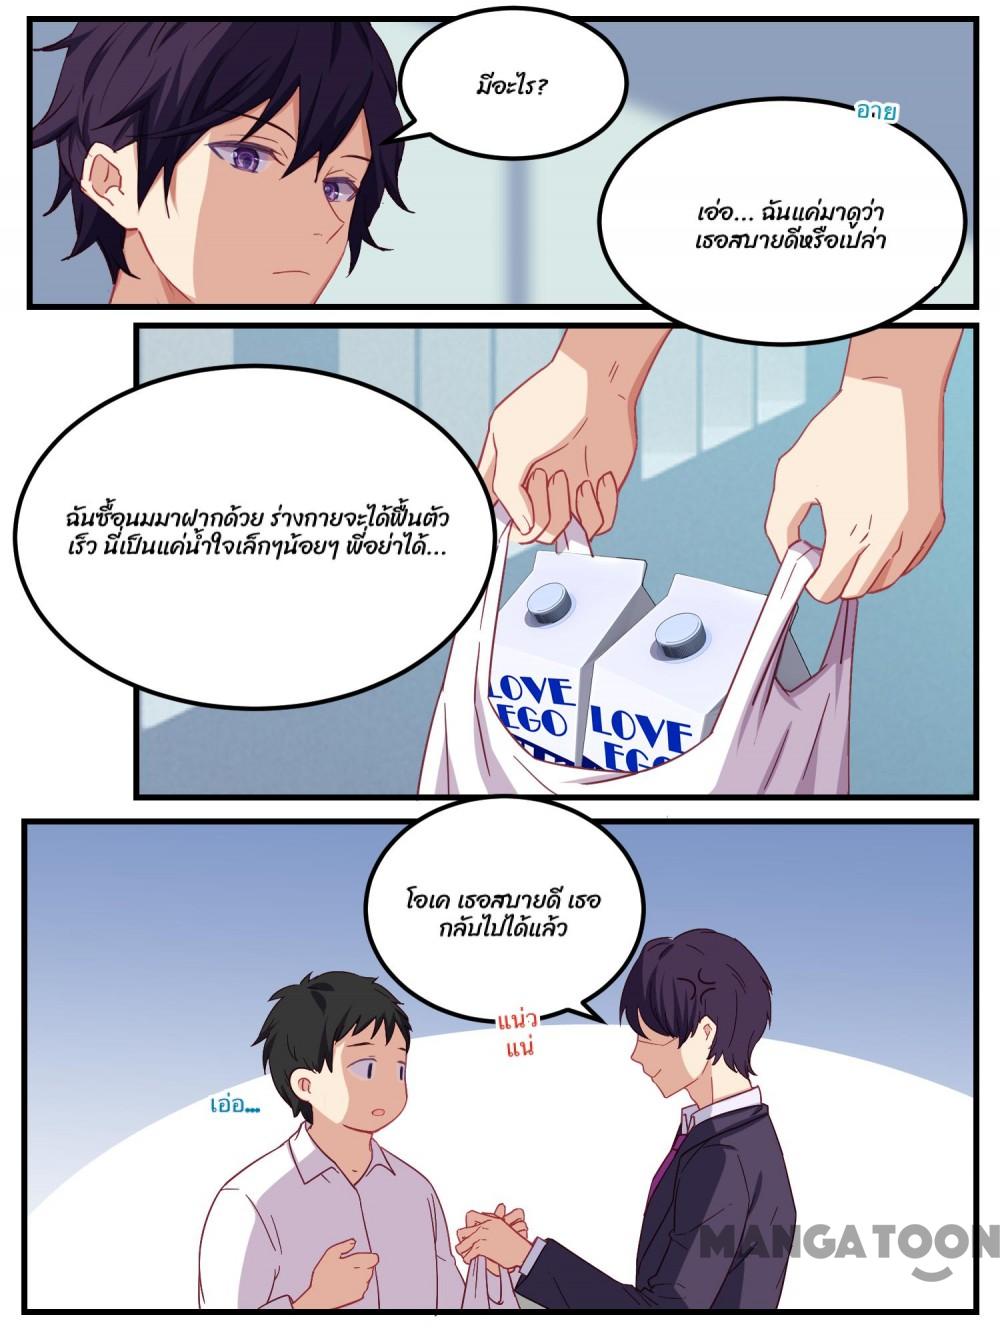 มีอะไร?
อาย
เอ่อ... ฉันแค่มาดูว่า
เธอสบายดีหรือเปล่า
ฉันซื้อนมมาฝากด้วย ร่างกายจะได้ฟื้นตัว
เร็ว นี่เป็นแค่น้ำใจเล็กๆน้อยๆ พี่อย่าได้...
LOVE
EGO
LOVE
EGO
โอเค เธอสบายดี เธอ
กลับไปได้แล้ว
แน่ว
แน่
เอ่อ...
MANGATOON